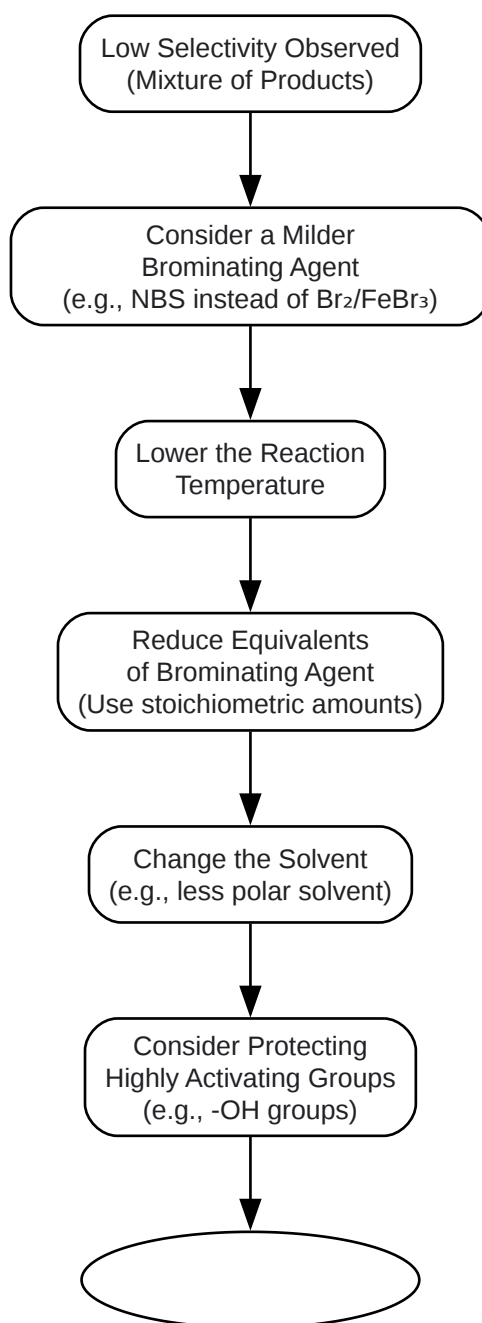 Low Selectivity Observed
(Mixture of Products)
Consider a Milder
Brominating Agent
(e.g., NBS instead of Br₂/FeBr₃)
Lower the Reaction
Temperature
Reduce Equivalents
of Brominating Agent
(Use stoichiometric amounts)
Change the Solvent
(e.g., less polar solvent)
Consider Protecting
Highly Activating Groups
(e.g., -OH groups)